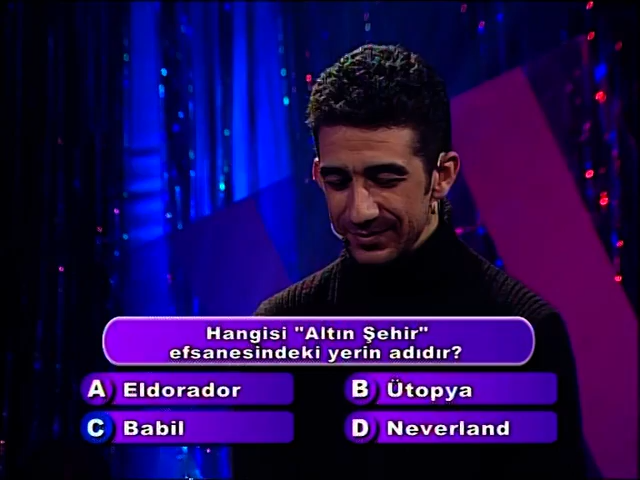 Hangisi "Altın Şehir"
efsanesindeki yerin adıdır?
A Eldorador
B Ütopya
C Babil
D Neverland